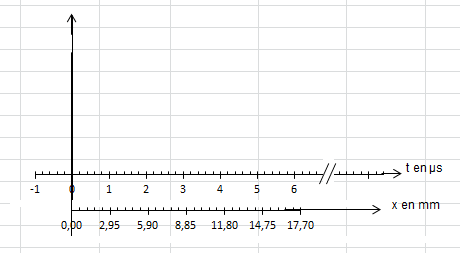 t en µs
-1 0 1 2 3 4 5 6
x en mm
0,00 2,95 5,90 8,85 11,80 14,75 17,70